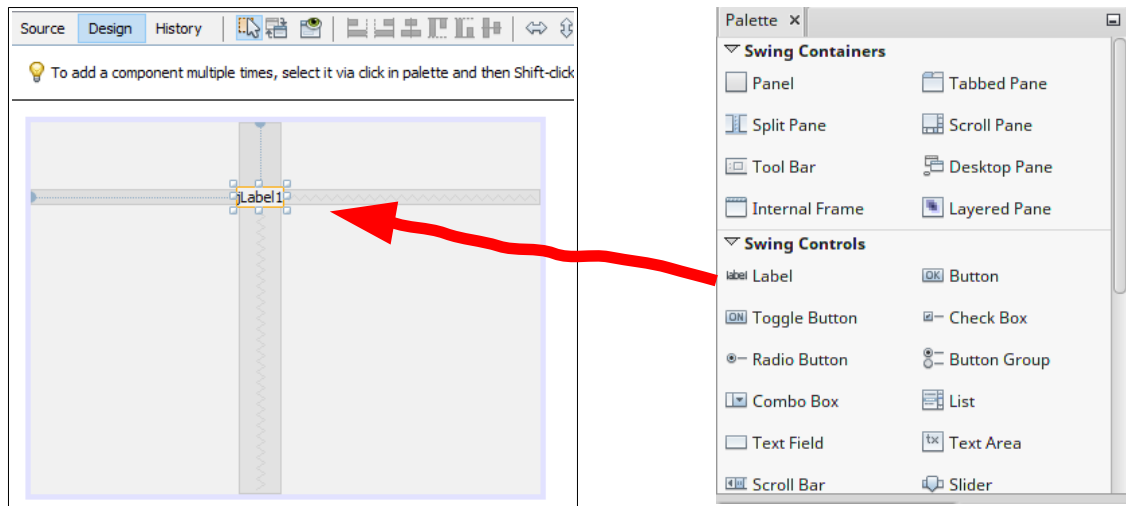 Source Design History
To add a component multiple times, select it via click in palette and then Shift-click
jLabel1
Palette ×
Swing Containers
Panel Tabbed Pane
Split Pane Scroll Pane
Tool Bar Desktop Pane
Internal Frame Layered Pane
Swing Controls
label Label OK Button
ON Toggle Button Check Box
Radio Button Button Group
Combo Box List
Text Field tx Text Area
Scroll Bar Slider